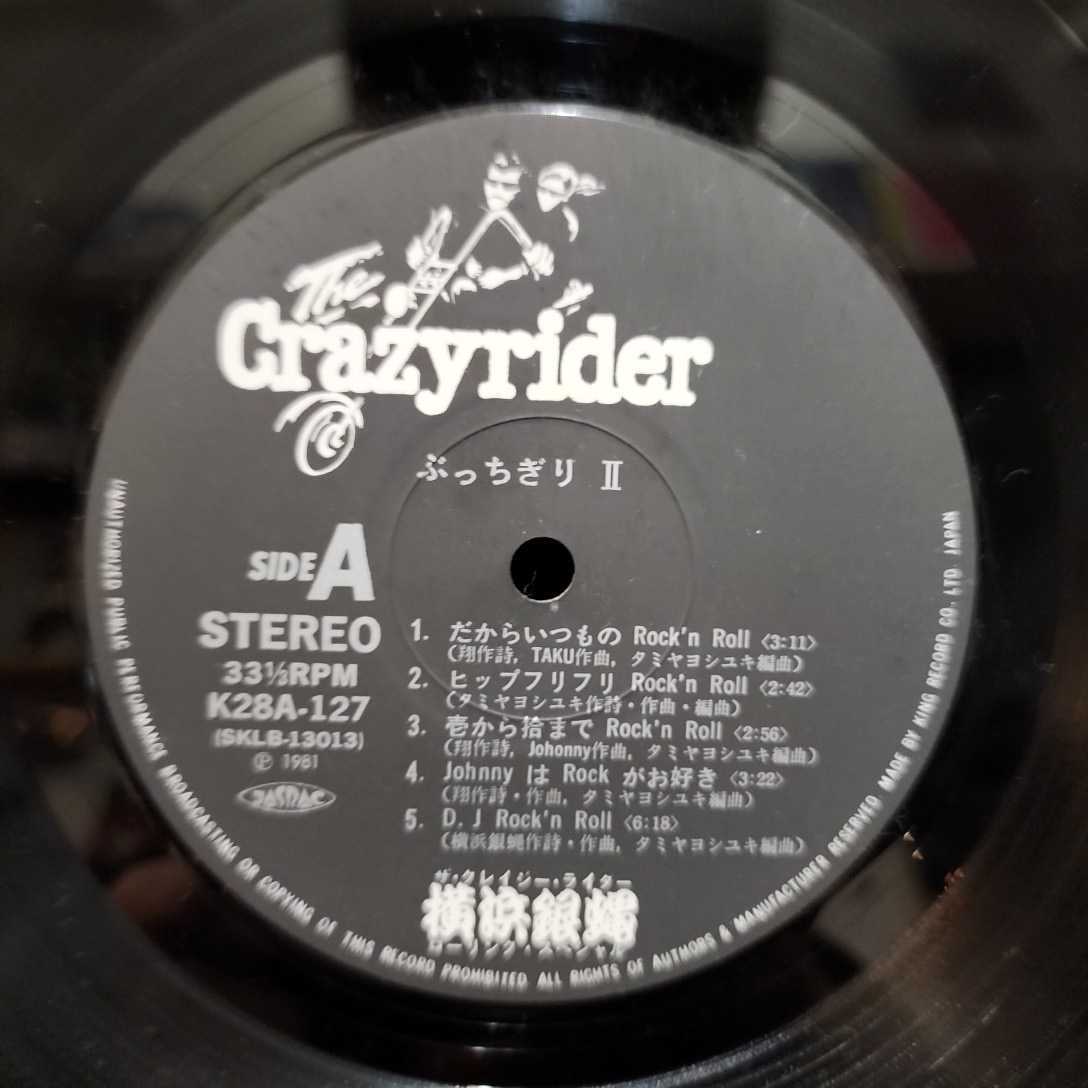 The
Crazyrider
ぶっちぎり Ⅱ
SIDE A
STEREO
33⅓RPM
K28A-127
(SKLB-13013)
Ⓟ 1981
JASRAC
1. だからいつもの Rock'n Roll 〈3:11〉
(翔作詩, TAKU作曲, タミヤヨシユキ編曲)
2. ヒップフリフリ Rock'n Roll 〈2:42〉
(タミヤヨシユキ作詩・作曲・編曲)
3. 壱から拾まで Rock'n Roll 〈2:56〉
(翔作詩, Johonny作曲, タミヤヨシユキ編曲)
4. Johnny は Rock がお好き 〈3:22〉
(翔作詩・作曲, タミヤヨシユキ編曲)
5. D. J Rock'n Roll 〈6:18〉
(横浜銀蝿作詩・作曲, タミヤヨシユキ編曲)
ザ・クレイジー・ライダー
横浜銀蝿
ローリング・スペシャル
UNAUTHORIZED PUBLIC PERFORMANCE BROADCASTING OR COPYING OF THIS RECORD PROHIBITED ALL RIGHTS OF AUTHORS & MANUFACTURER RESERVED MADE BY KING RECORD CO., LTD. JAPAN